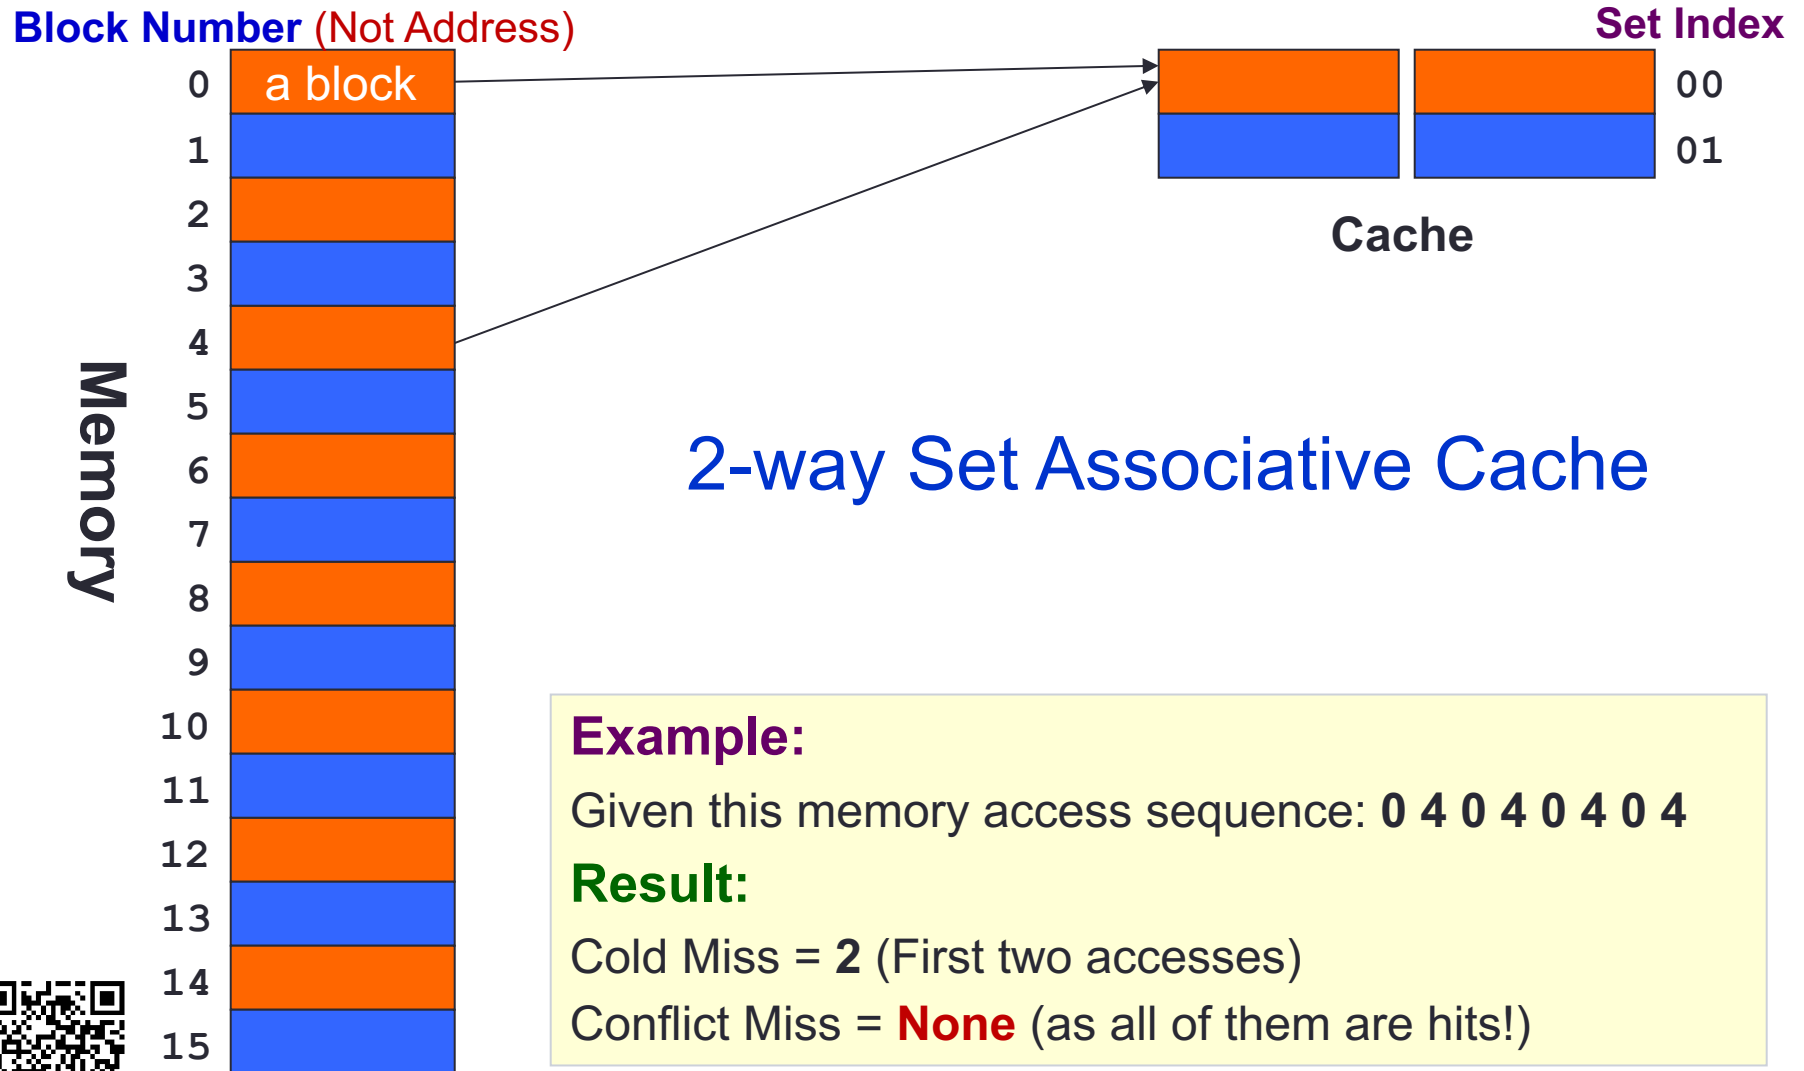 Block Number (Not Address)
Set Index
0
a block
00
1
01
2
Cache
3
4
5
Memory
2-way Set Associative Cache
6
7
8
9
10
11
12
13
14
15
Example:
Given this memory access sequence: 0 4 0 4 0 4 0 4
Result:
Cold Miss = 2 (First two accesses)
Conflict Miss = None (as all of them are hits!)